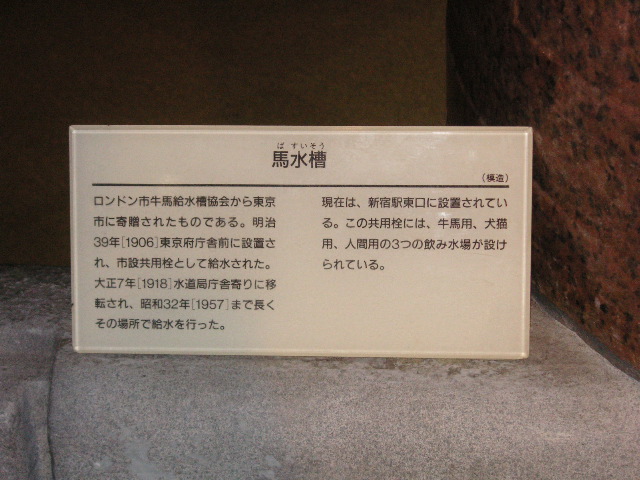 ばすいそう
馬水槽
（模造）
ロンドン市牛馬給水槽協会から東京
市に寄贈されたものである。明治
39年[1906]東京府庁舎前に設置さ
れ、市設共用栓として給水された。
大正7年[1918]水道局庁舎寄りに移
転され、昭和32年[1957]まで長く
その場所で給水を行った。
現在は、新宿駅東口に設置されてい
る。この共用栓には、牛馬用、犬猫
用、人間用の3つの飲み水場が設け
られている。